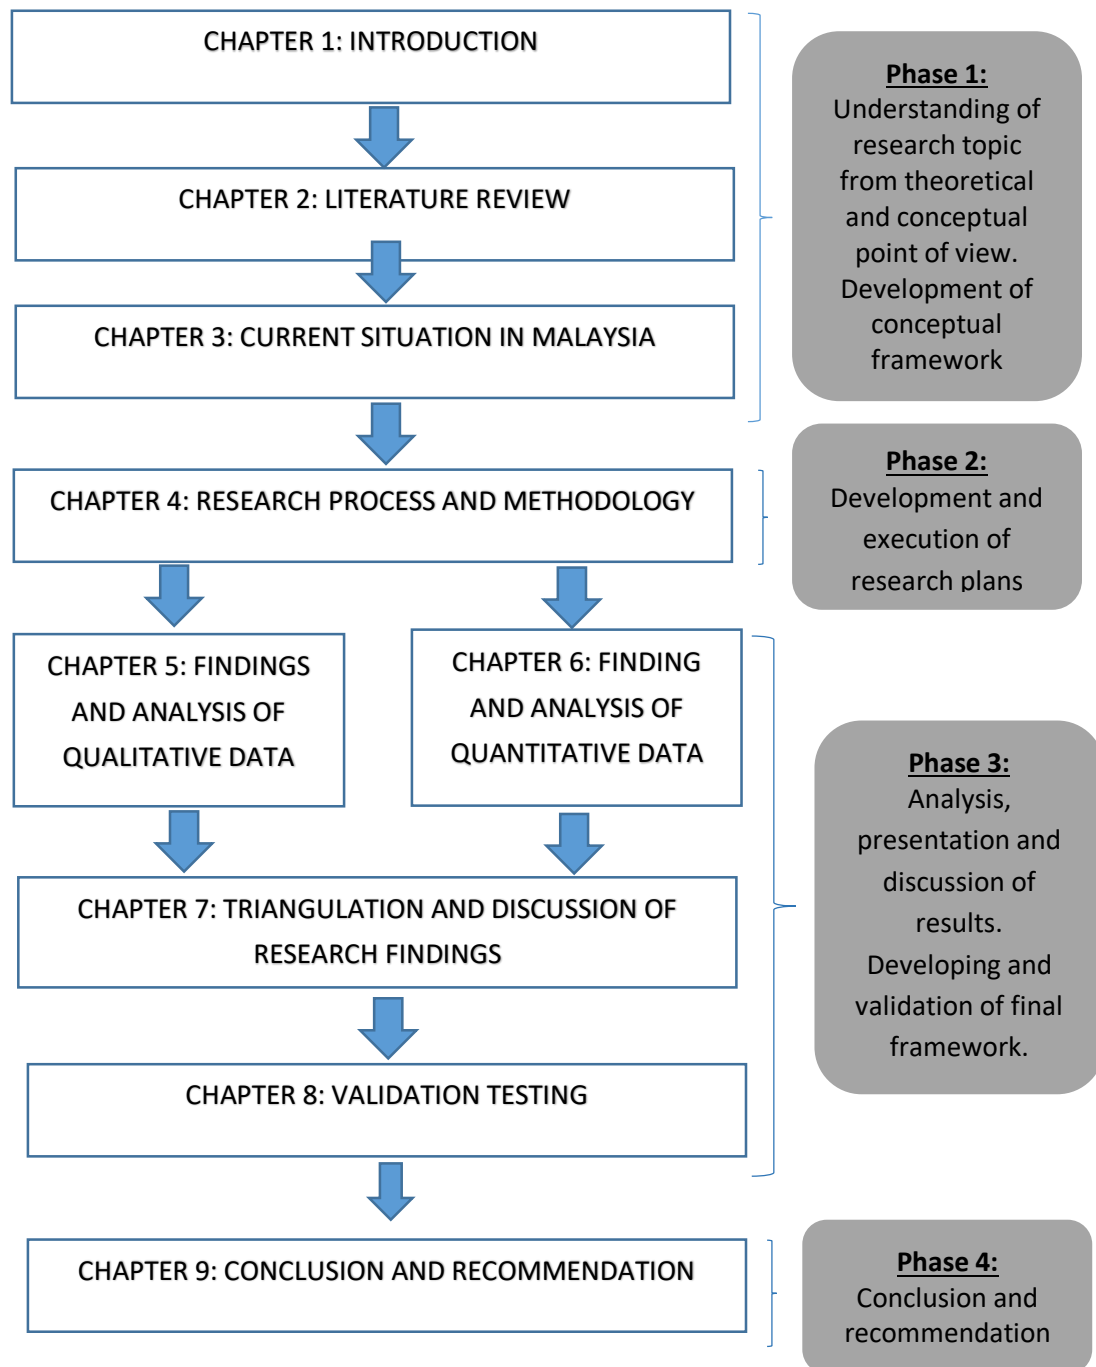 CHAPTER 1: INTRODUCTION
CHAPTER 2: LITERATURE REVIEW
CHAPTER 3: CURRENT SITUATION IN MALAYSIA
Phase 1:
Understanding of
research topic
from theoretical
and conceptual
point of view.
Development of
conceptual
framework
CHAPTER 4: RESEARCH PROCESS AND METHODOLOGY
Phase 2:
Development and
execution of
research plans
CHAPTER 5: FINDINGS
AND ANALYSIS OF
QUALITATIVE DATA
CHAPTER 6: FINDING
AND ANALYSIS OF
QUANTITATIVE DATA
CHAPTER 7: TRIANGULATION AND DISCUSSION OF
RESEARCH FINDINGS
CHAPTER 8: VALIDATION TESTING
Phase 3:
Analysis,
presentation and
discussion of
results.
Developing and
validation of final
framework.
CHAPTER 9: CONCLUSION AND RECOMMENDATION
Phase 4:
Conclusion and
recommendation